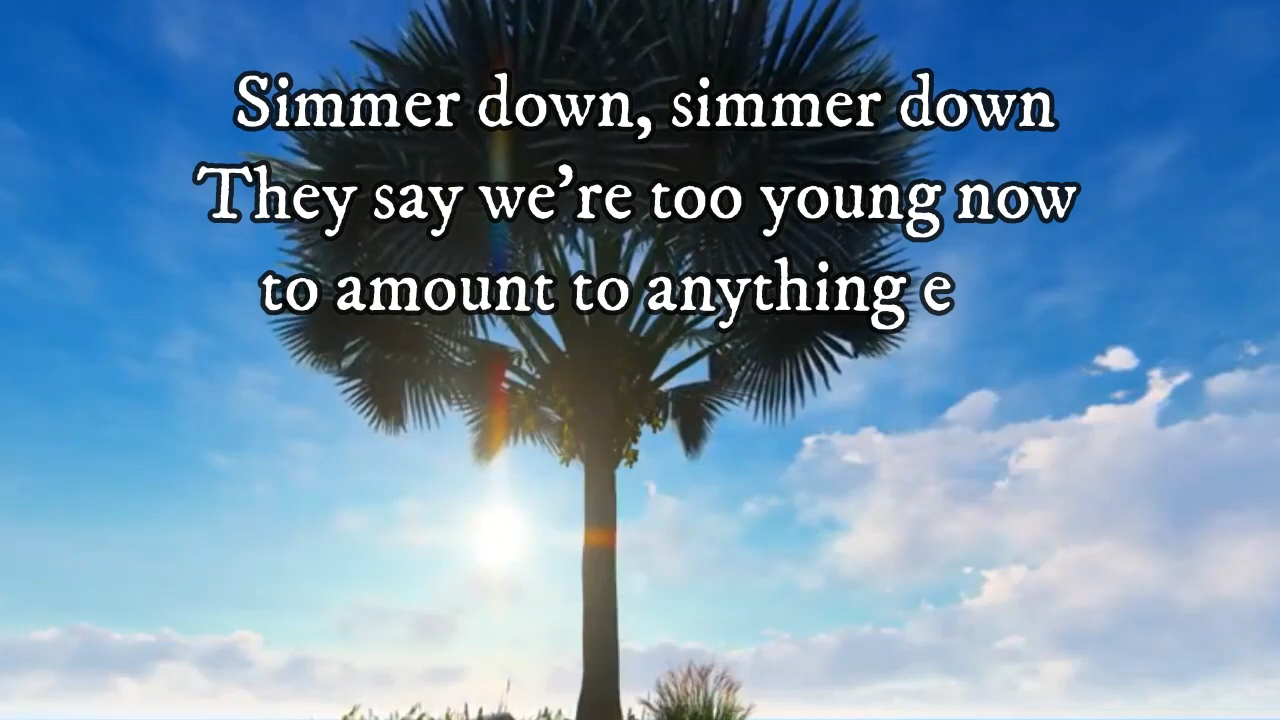 Simmer down, simmer down
They say we’re too young now
to amount to anything e